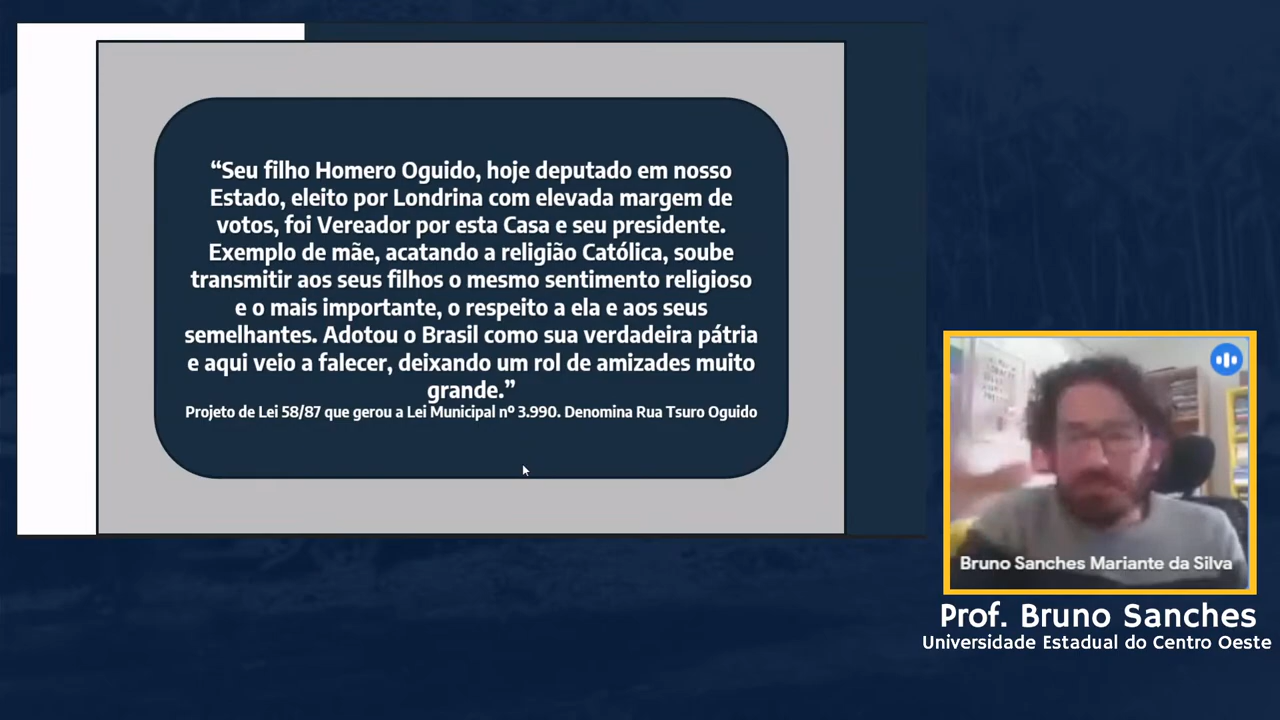 “Seu filho Homero Oguido, hoje deputado em nosso
Estado, eleito por Londrina com elevada margem de
votos, foi Vereador por esta Casa e seu presidente.
Exemplo de mãe, acatando a religião Católica, soube
transmitir aos seus filhos o mesmo sentimento religioso
e o mais importante, o respeito a ela e aos seus
semelhantes. Adotou o Brasil como sua verdadeira pátria
e aqui veio a falecer, deixando um rol de amizades muito
grande.”
Projeto de Lei 58/87 que gerou a Lei Municipal nº 3.990. Denomina Rua Tsuro Oguido
Bruno Sanches Mariante da Silva
Prof. Bruno Sanches
Universidade Estadual do Centro Oeste